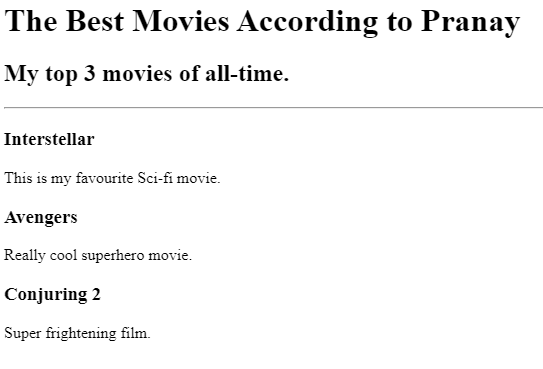 The Best Movies According to Pranay
My top 3 movies of all-time.
Interstellar
This is my favourite Sci-fi movie.
Avengers
Really cool superhero movie.
Conjuring 2
Super frightening film.